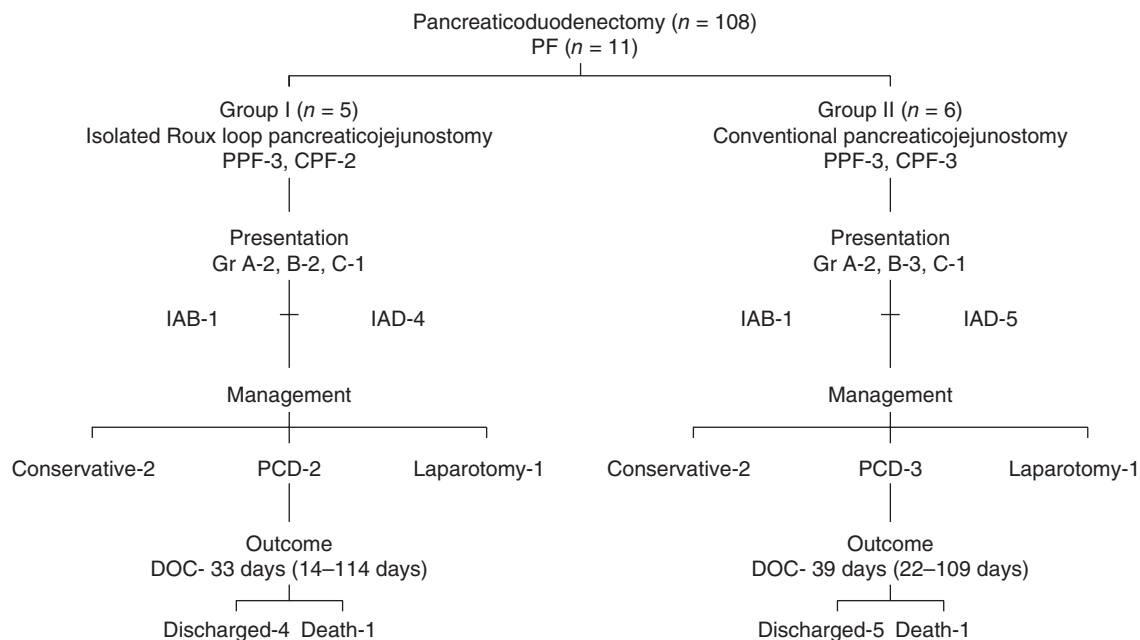 Pancreaticoduodenectomy (n = 108)
PF (n = 11)
Group I (n = 5)
Isolated Roux loop pancreaticojejunostomy
PPF-3, CPF-2
Group II (n = 6)
Conventional pancreaticojejunostomy
PPF-3, CPF-3
Presentation
Gr A-2, B-2, C-1
Presentation
Gr A-2, B-3, C-1
IAB-1 IAD-4
IAB-1 IAD-5
Management
Management
Conservative-2 PCD-2 Laparotomy-1
Conservative-2 PCD-3 Laparotomy-1
Outcome
DOC- 33 days (14–114 days)
Outcome
DOC- 39 days (22–109 days)
Discharged-4 Death-1
Discharged-5 Death-1